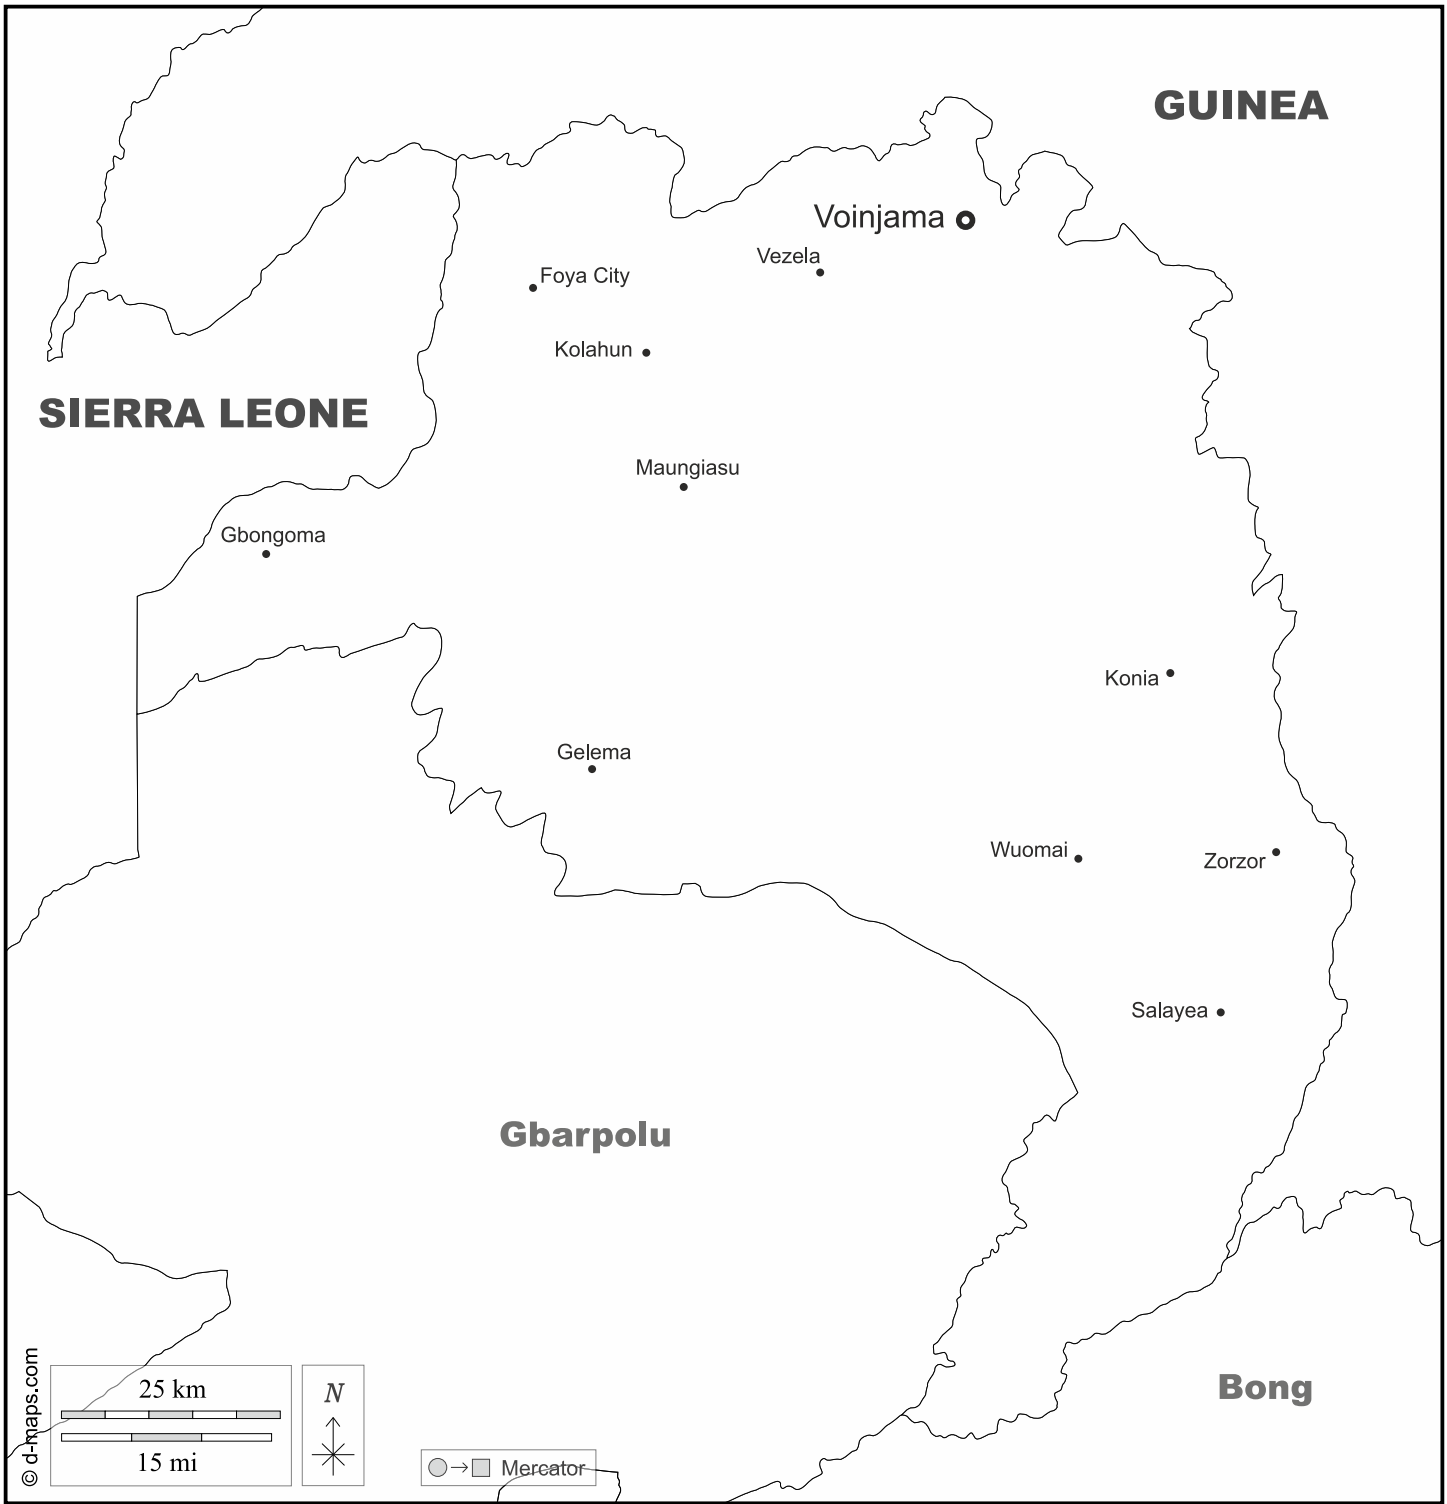 GUINEA
Voinjama
Vezela
Foya City
Kolahun
SIERRA LEONE
Maungiasu
Gbongoma
Konia
Gelema
Wuomai
Zorzor
Salayea
Gbarpolu
Bong
© d-maps.com
25 km
15 mi
N
Mercator